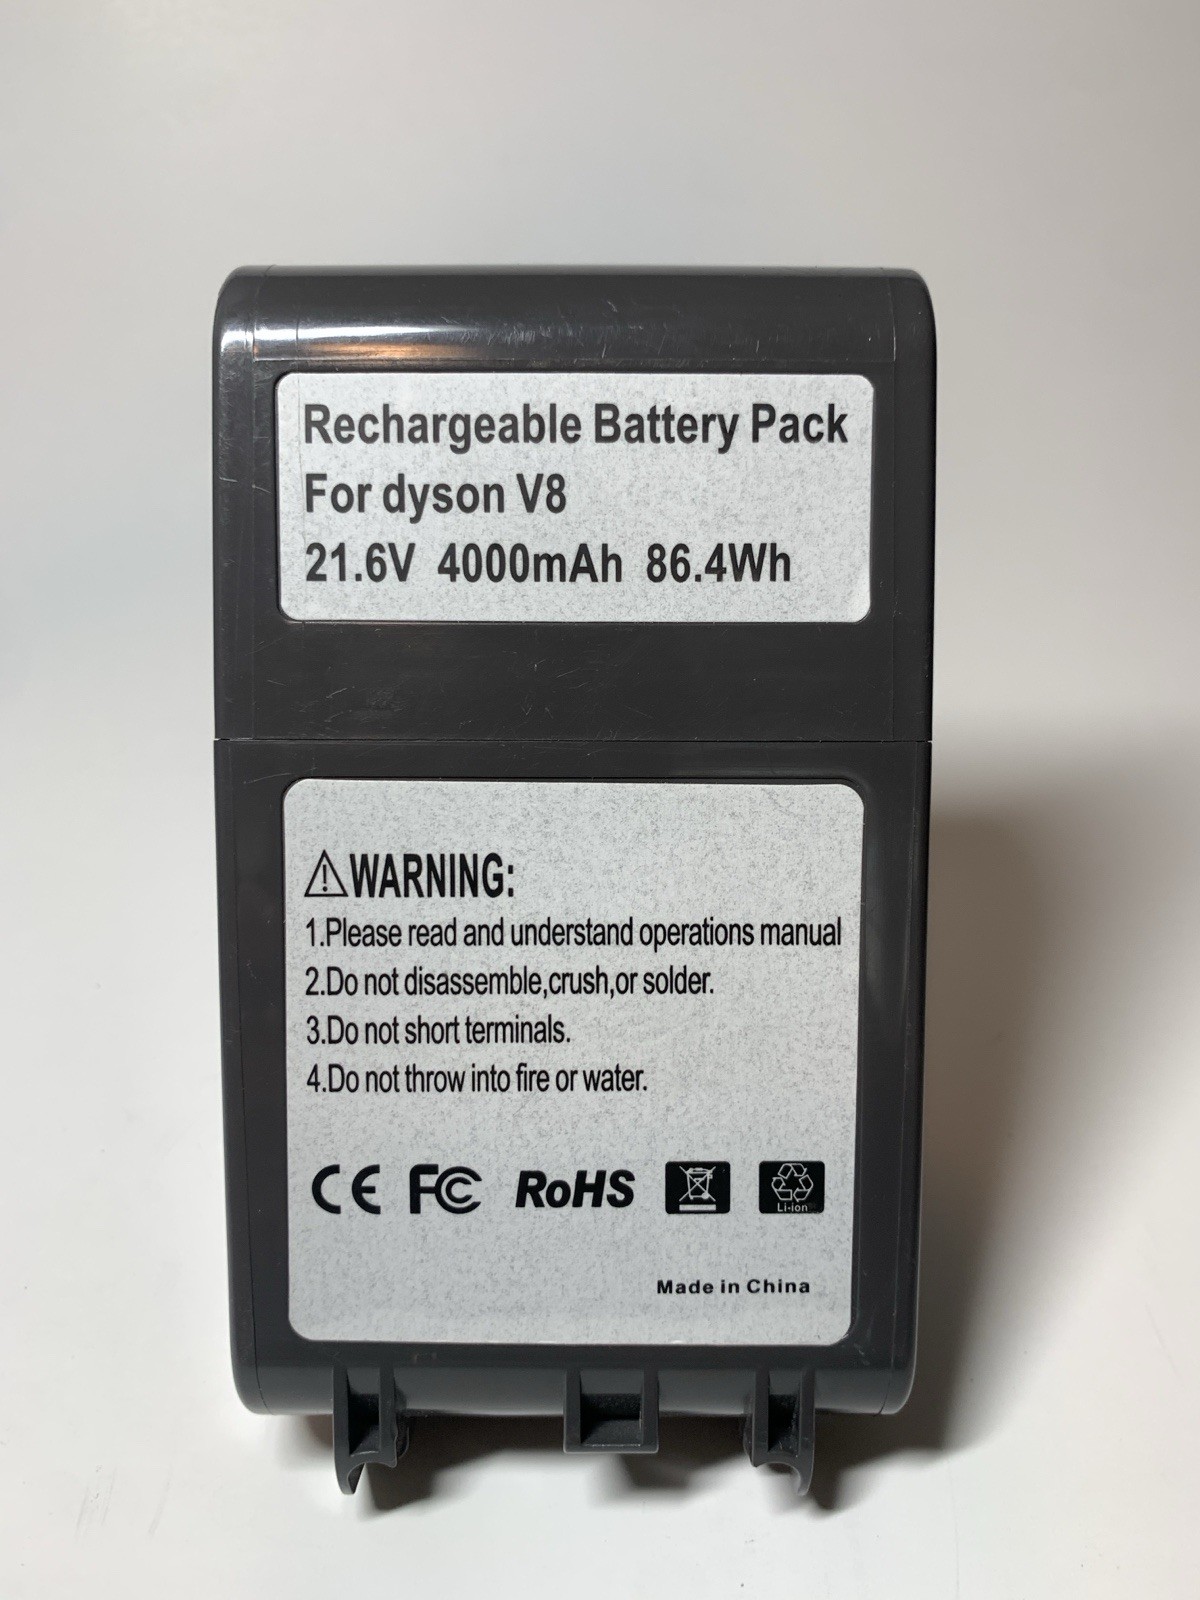 Rechargeable Battery Pack
For dyson V8
21.6V 4000mAh 86.4Wh
⚠WARNING:
1.Please read and understand operations manual
2.Do not disassemble,crush,or solder.
3.Do not short terminals.
4.Do not throw into fire or water.
CE FC RoHS Li-ion
Made in China